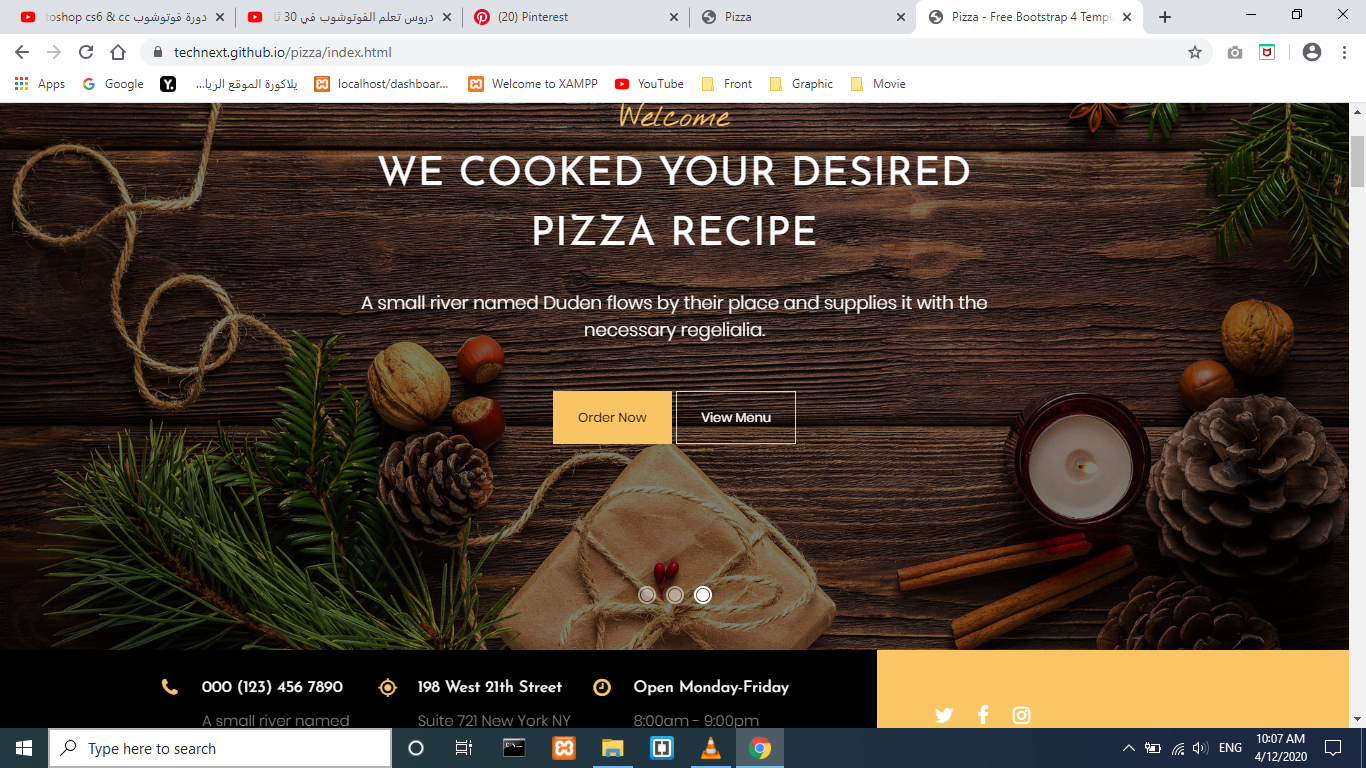 دورة فوتوشوب toshop cs6 & cc
دروس تعلم الفوتوشوب في 30 ثا
(20) Pinterest
Pizza
Pizza - Free Bootstrap 4 Templ
technext.github.io/pizza/index.html
Apps
Google
Y.
يلاكورة الموقع الريا...
localhost/dashboar...
Welcome to XAMPP
YouTube
Front
Graphic
Movie
Welcome
WE COOKED YOUR DESIRED
PIZZA RECIPE
A small river named Duden flows by their place and supplies it with the
necessary regelialia.
Order Now
View Menu
000 (123) 456 7890
198 West 21th Street
Open Monday-Friday
A small river named
Suite 721 New York NY
8:00am - 9:00pm
Type here to search
ENG
10:07 AM
4/12/2020